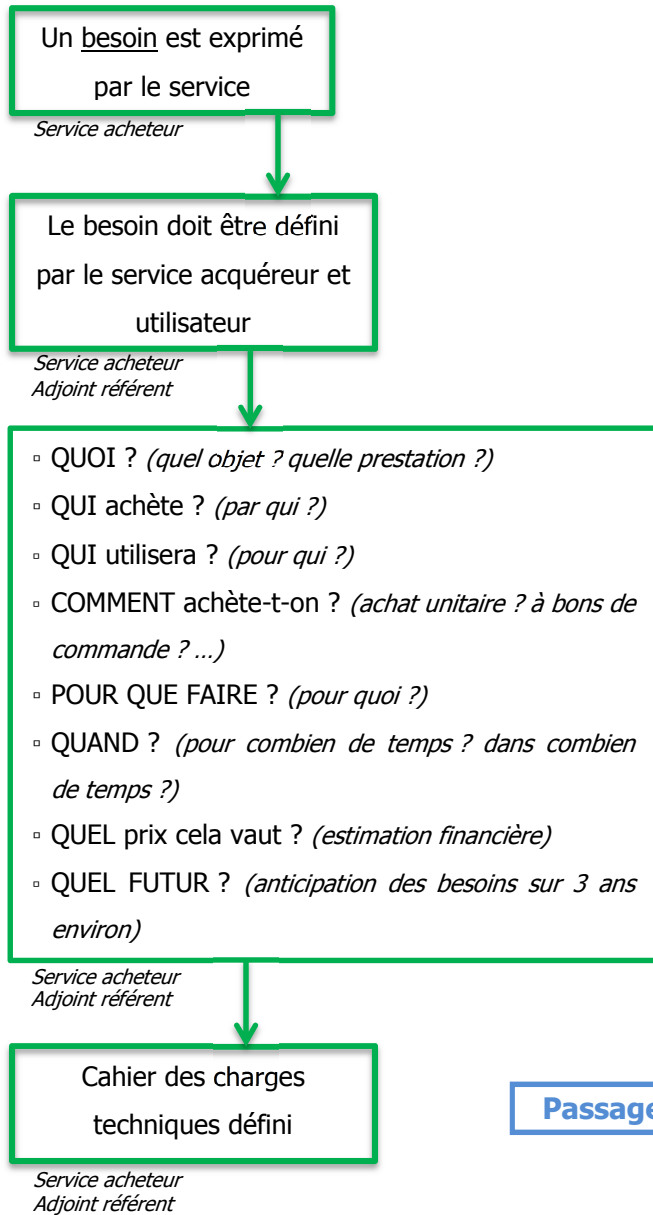 Un besoin est exprimé
par le service
Service acheteur
Le besoin doit être défini
par le service acquéreur et
utilisateur
Service acheteur
Adjoint référent
▫ QUOI ? (quel objet ? quelle prestation ?)
▫ QUI achète ? (par qui ?)
▫ QUI utilisera ? (pour qui ?)
▫ COMMENT achète-t-on ? (achat unitaire ? à bons de
commande ? ...)
▫ POUR QUE FAIRE ? (pour quoi ?)
▫ QUAND ? (pour combien de temps ? dans combien
de temps ?)
▫ QUEL prix cela vaut ? (estimation financière)
▫ QUEL FUTUR ? (anticipation des besoins sur 3 ans
environ)
Service acheteur
Adjoint référent
Cahier des charges
techniques défini
Passage
Service acheteur
Adjoint référent